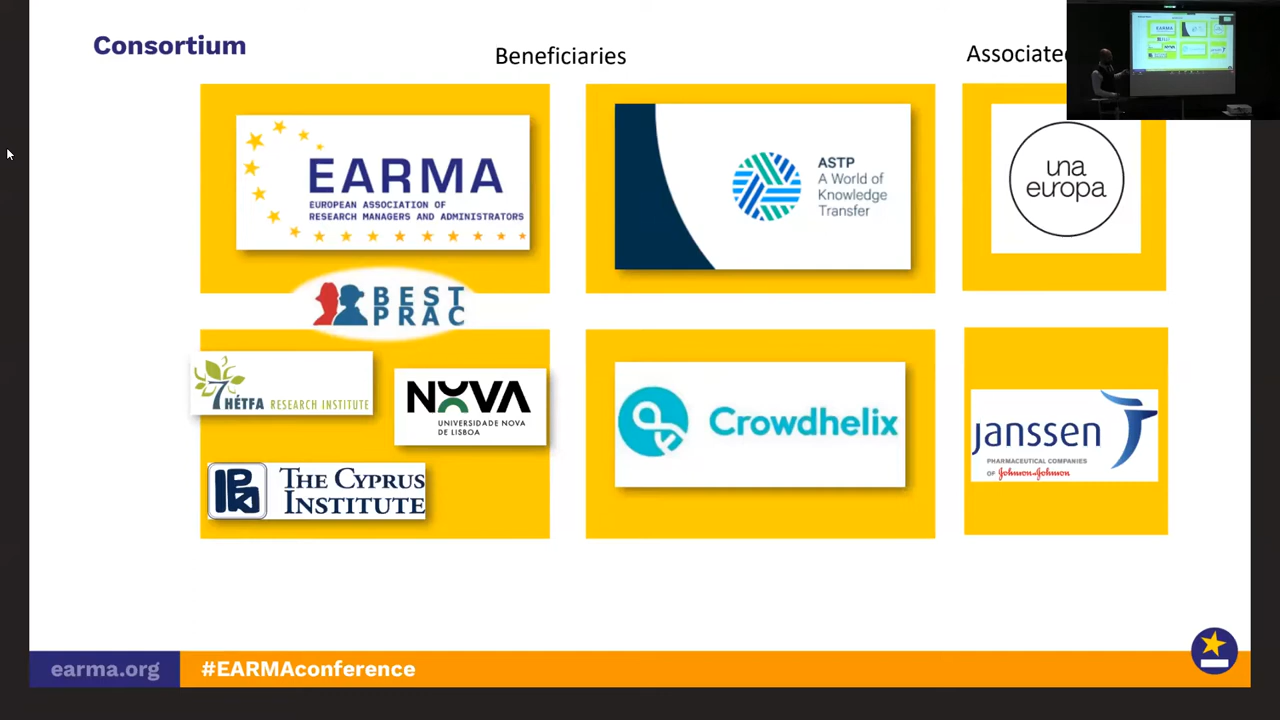 Consortium
Beneficiaries
Associated
EARMA
EUROPEAN ASSOCIATION OF
RESEARCH MANAGERS AND ADMINISTRATORS
ASTP
A World of
Knowledge
Transfer
una
europa
BEST
PRAC
7
HÉTFA RESEARCH INSTITUTE
NOVA
UNIVERSIDADE NOVA
DE LISBOA
THE CYPRUS
INSTITUTE
Crowdhelix
janssen
PHARMACEUTICAL COMPANIES
OF Johnson & Johnson
earma.org
#EARMAconference